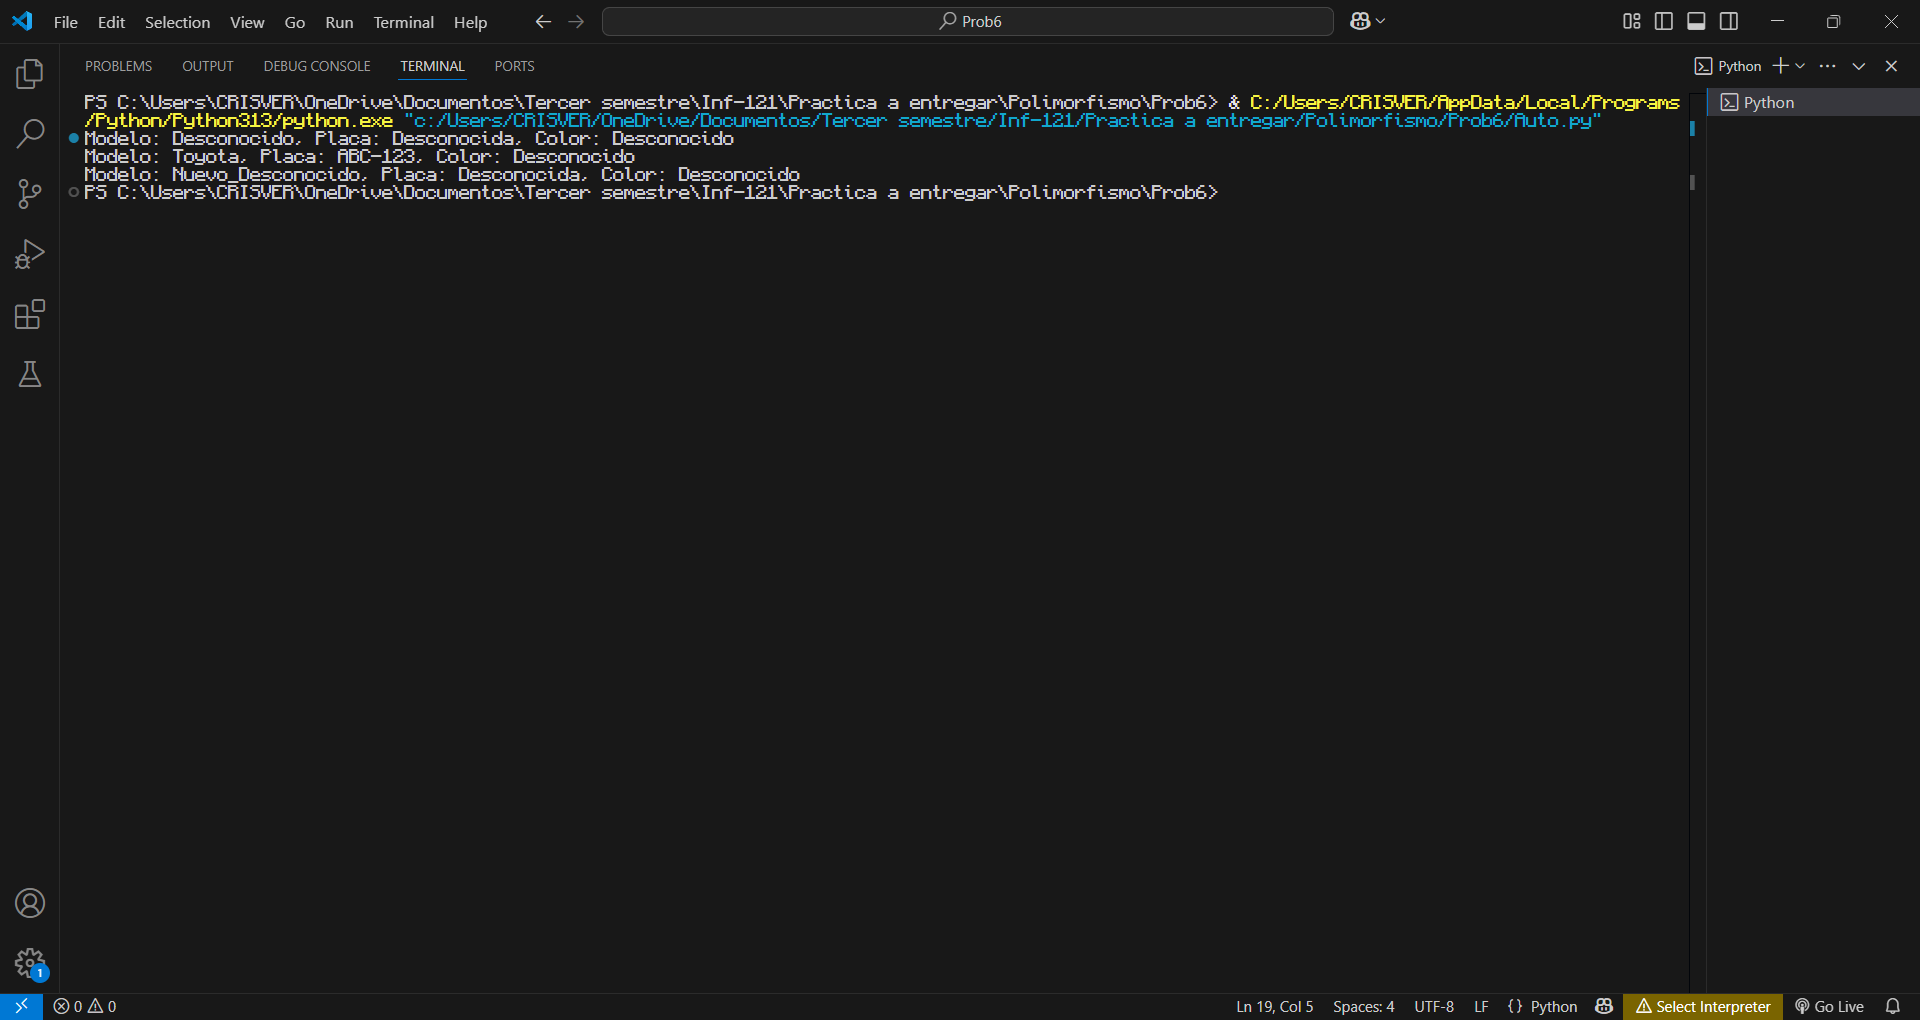 File Edit Selection View Go Run Terminal Help
Prob6
PROBLEMS OUTPUT DEBUG CONSOLE TERMINAL PORTS
Python
PS C:\Users\CRISVER\OneDrive\Documentos\Tercer semestre\Inf-121\Practica a entregar\Polimorfismo\Prob6> & C:/Users/CRISVER/AppData/Local/Programs
/Python/Python313/python.exe "c:/Users/CRISVER/OneDrive/Documentos/Tercer semestre/Inf-121/Practica a entregar/Polimorfismo/Prob6/Auto.py"
Modelo: Desconocido, Placa: Desconocida, Color: Desconocido
Modelo: Toyota, Placa: ABC-123, Color: Desconocido
Modelo: Nuevo_Desconocido, Placa: Desconocida, Color: Desconocido
PS C:\Users\CRISVER\OneDrive\Documentos\Tercer semestre\Inf-121\Practica a entregar\Polimorfismo\Prob6>
Python
1
0 0
Ln 19, Col 5 Spaces: 4 UTF-8 LF {} Python Select Interpreter Go Live